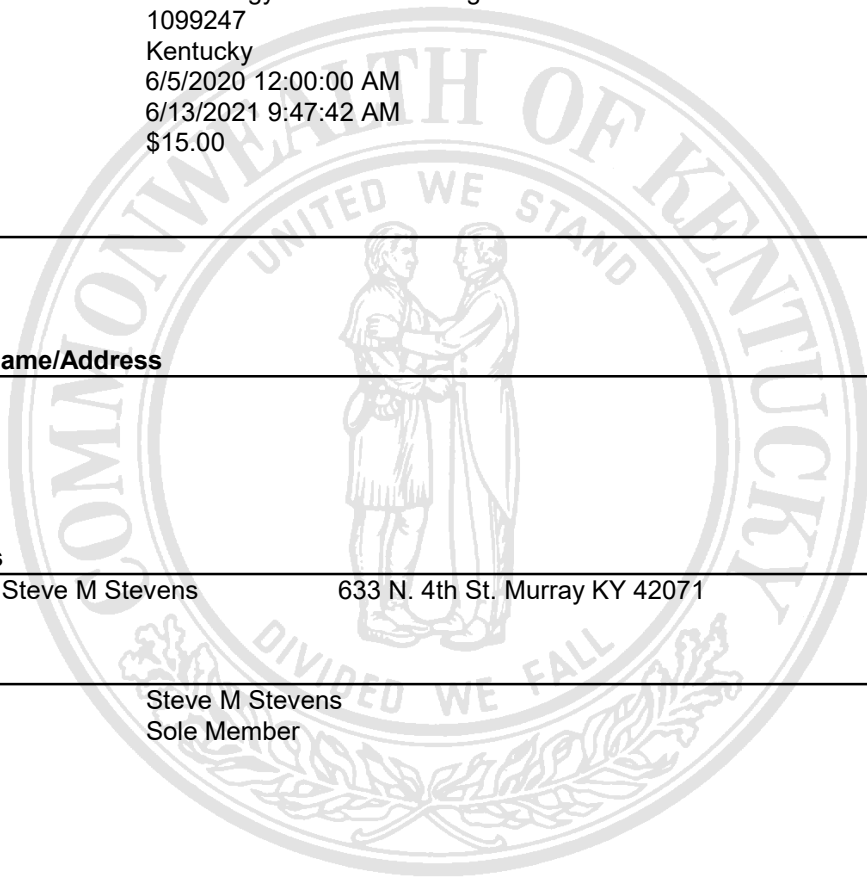 1099247
Kentucky
6/5/2020 12:00:00 AM
6/13/2021 9:47:42 AM
$15.00
ame/Address
s
Steve M Stevens 633 N. 4th St. Murray KY 42071
Steve M Stevens
Sole Member
COMMONWEALTH OF KENTUCKY
UNITED WE STAND
DIVIDED WE FALL